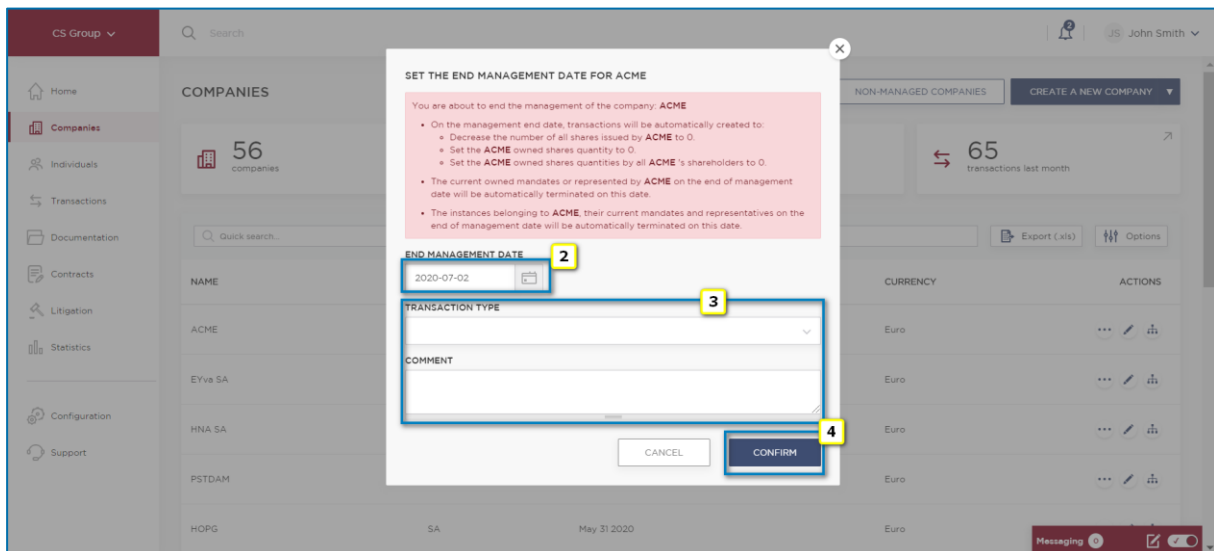 CS Group
Search
2
JS John Smith
Home
Companies
Individuals
Transactions
Documentation
Contracts
Litigation
Statistics
Configuration
Support
COMPANIES
NON-MANAGED COMPANIES
CREATE A NEW COMPANY
56
companies
65
transactions last month
Quick search...
Export (.xls)
Options
NAME
CURRENCY
ACTIONS
ACME
Euro
EYva SA
Euro
HNA SA
Euro
PSTDAM
Euro
HOPG
SA
May 31 2020
Euro
SET THE END MANAGEMENT DATE FOR ACME
You are about to end the management of the company: ACME
• On the management end date, transactions will be automatically created to:
Decrease the number of all shares issued by ACME to 0.
Set the ACME owned shares quantity to 0.
Set the ACME owned shares quantities by all ACME 's shareholders to 0.
• The current owned mandates or represented by ACME on the end of management
date will be automatically terminated on this date.
• The instances belonging to ACME, their current mandates and representatives on the
end of management date will be automatically terminated on this date.
END MANAGEMENT DATE
2
2020-07-02
3
TRANSACTION TYPE
COMMENT
4
CANCEL
CONFIRM
Messaging 0